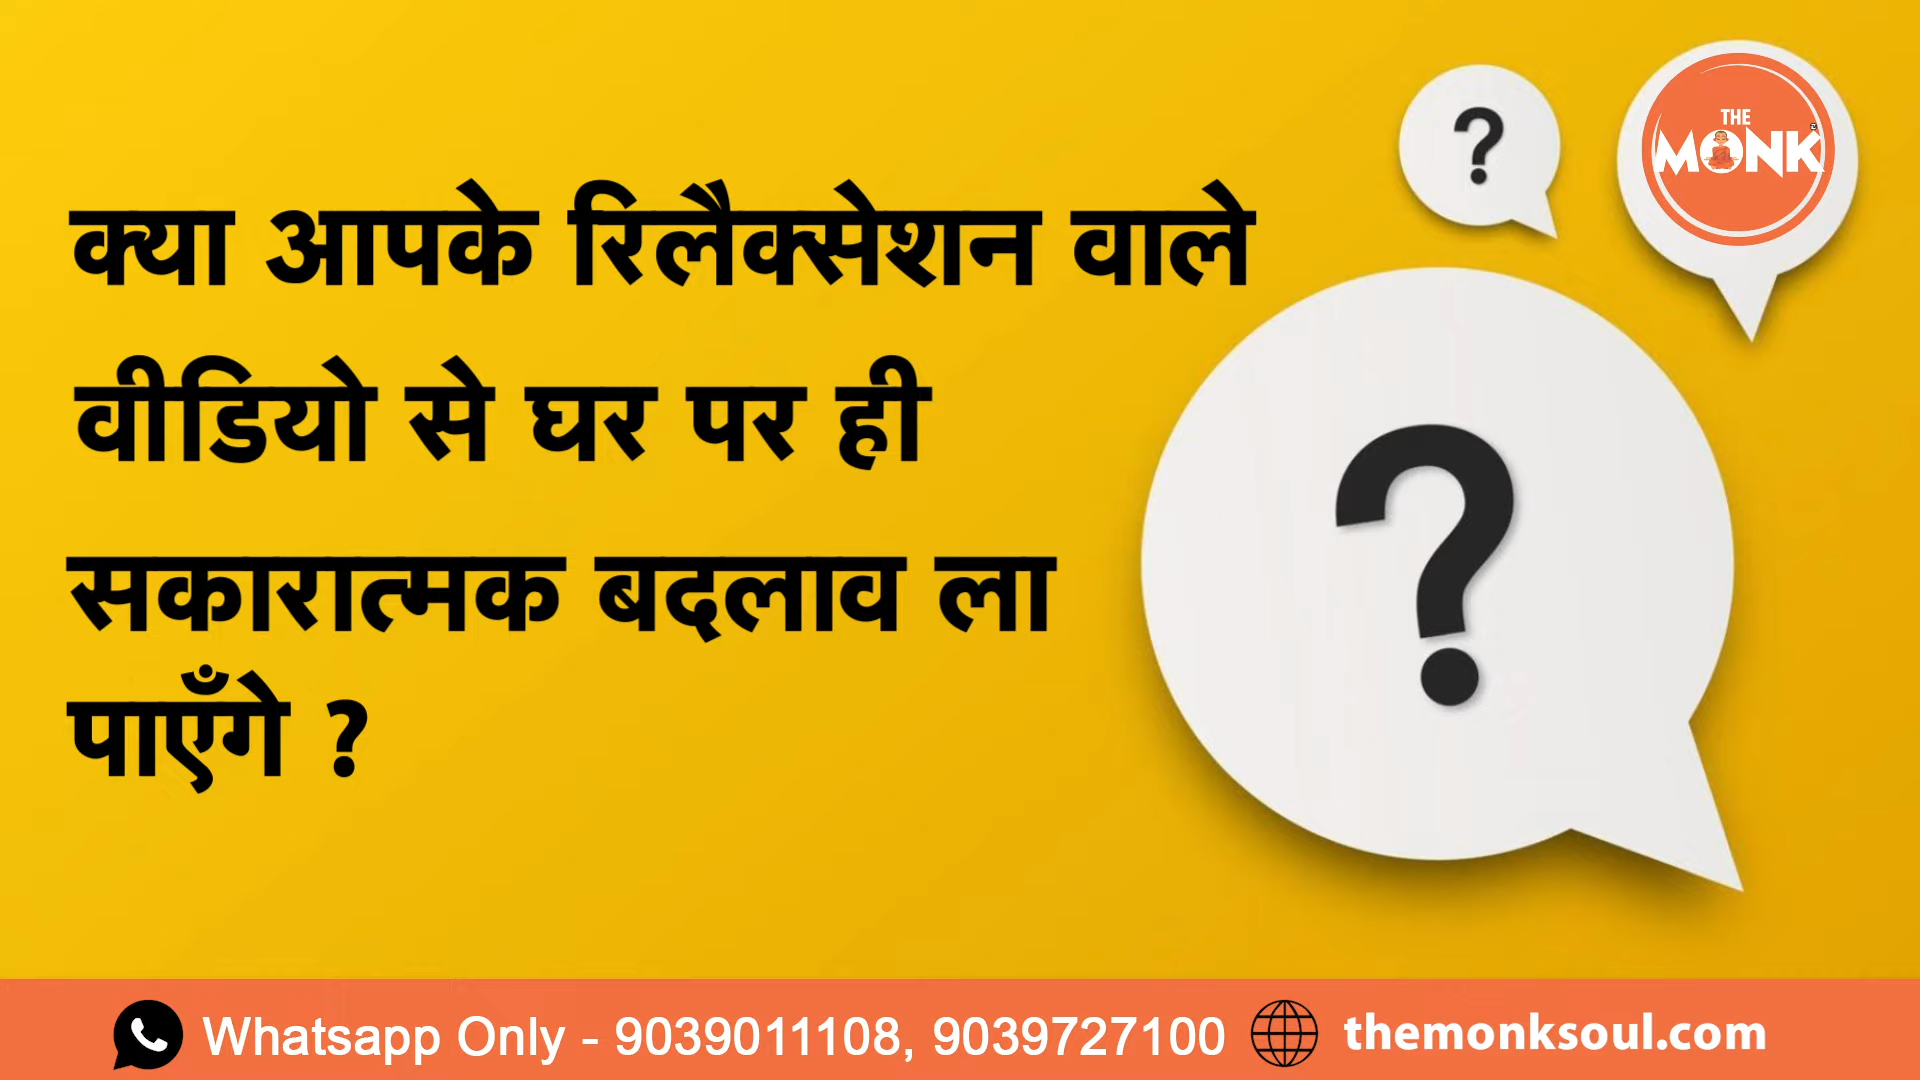 ?
THE
MONK
क्या आपके रिलैक्सेशन वाले
वीडियो से घर पर ही
सकारात्मक बदलाव ला
पाएँगे ?
?
Whatsapp Only - 9039011108, 9039727100
themonksoul.com